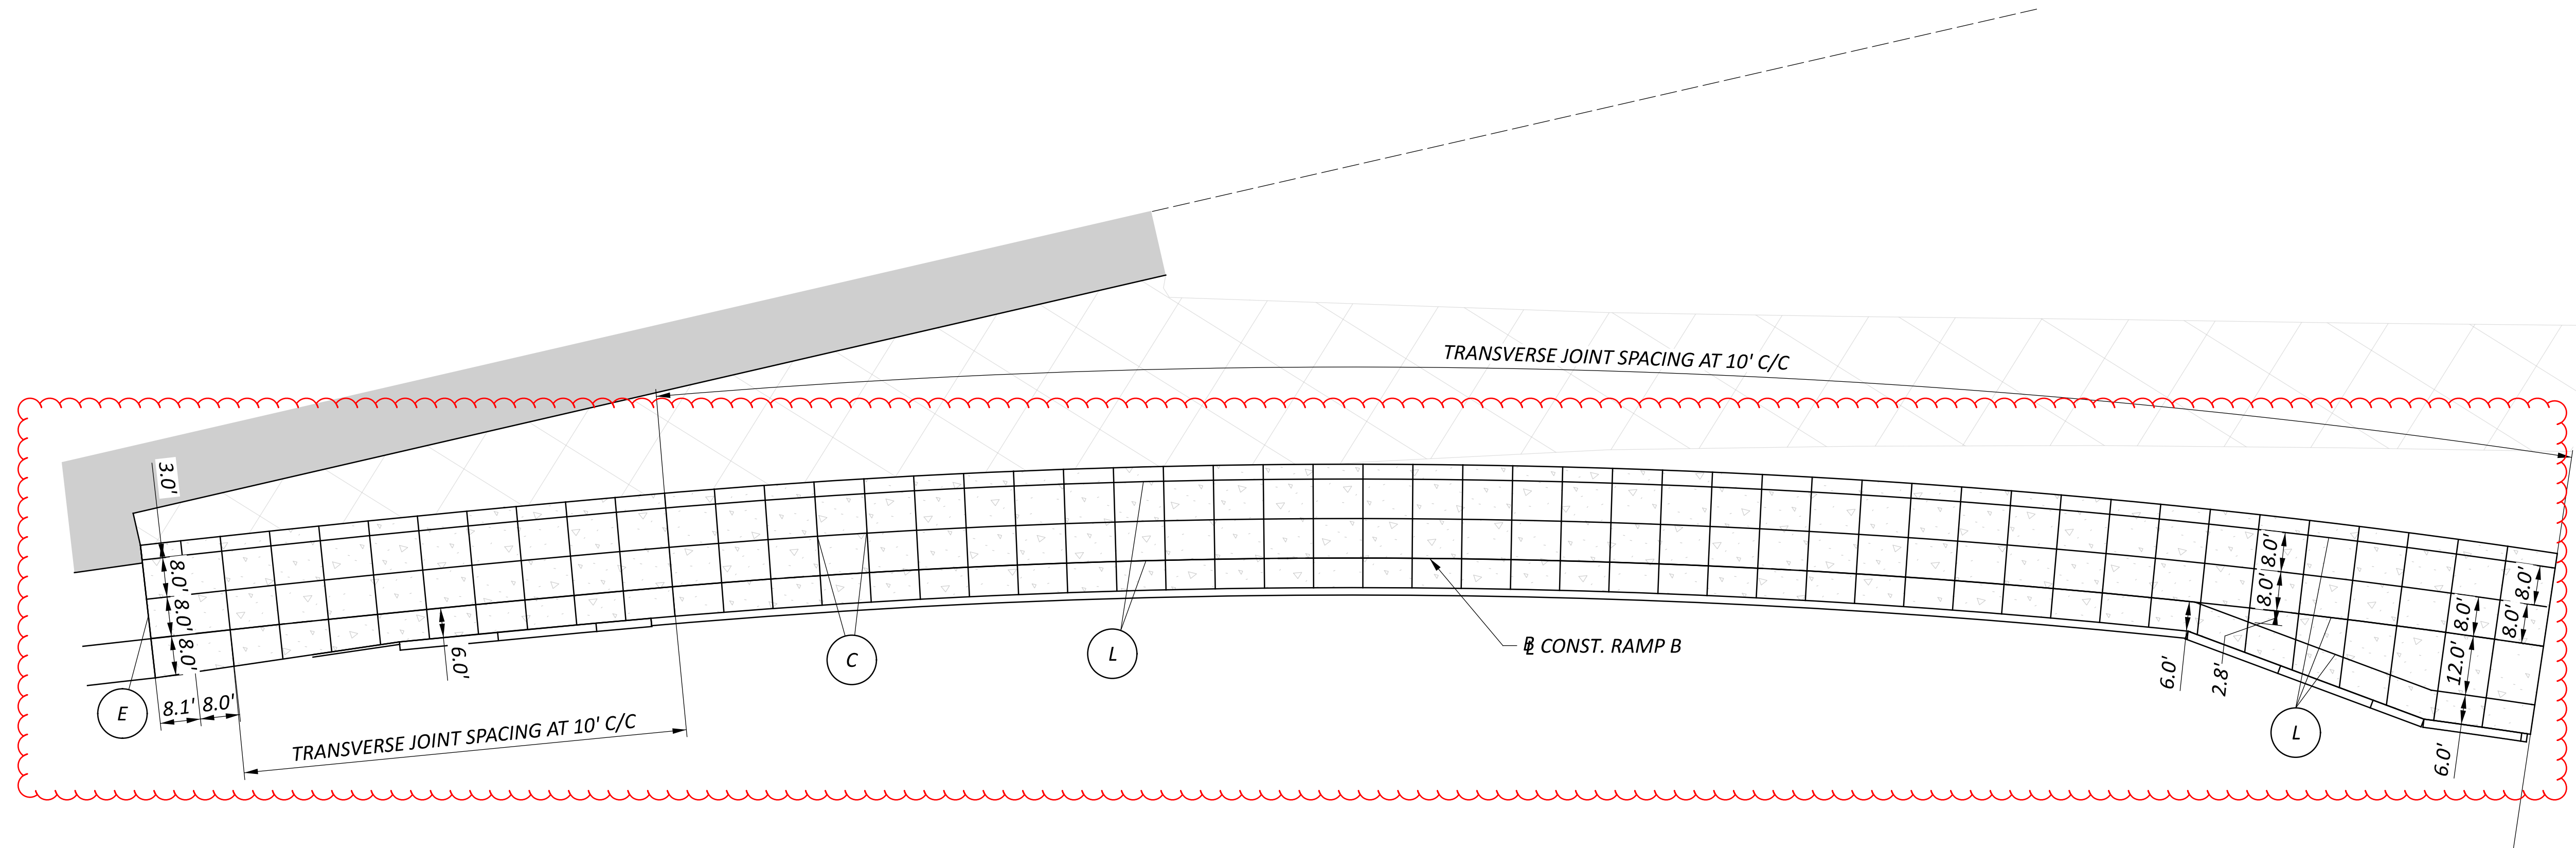 TRANSVERSE JOINT SPACING AT 10' C/C
3.0'
8.0'
8.0'
8.0'
8.1'
8.0'
E
TRANSVERSE JOINT SPACING AT 10' C/C
6.0'
C
L
BL CONST. RAMP B
6.0'
2.8'
8.0'
8.0'
L
8.0'
12.0'
6.0'
8.0'
8.0'